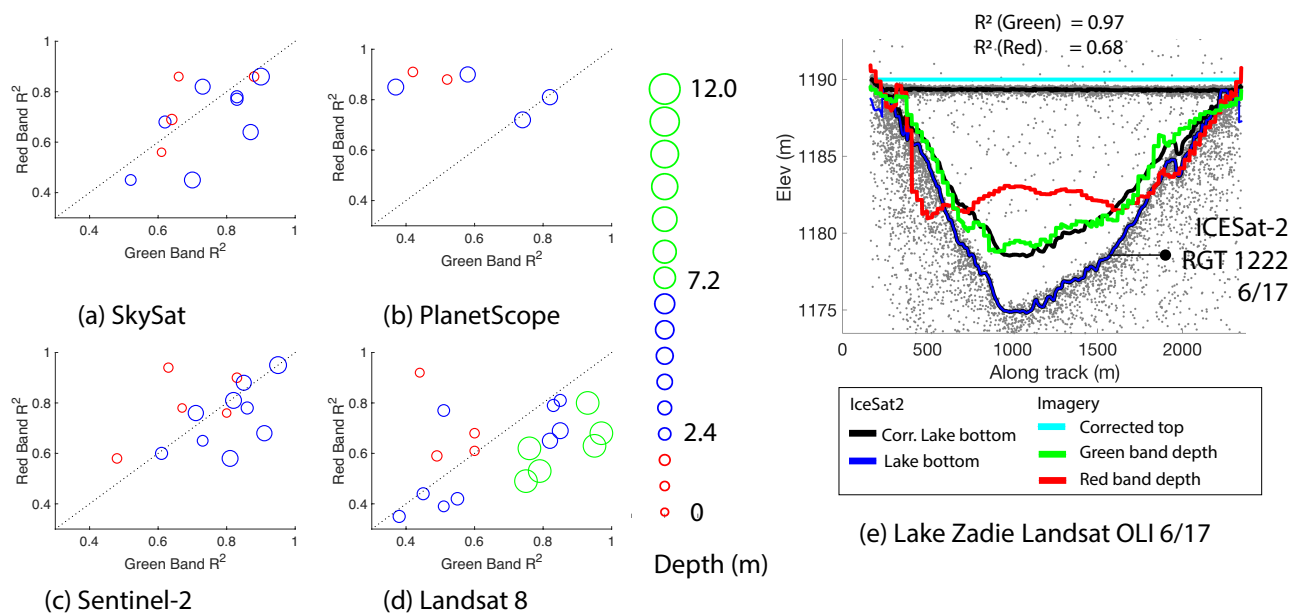 1
0.8
0.6
0.4
Red Band R²
0.4
0.6
0.8
1
Green Band R²
(a) SkySat
1
0.8
0.6
0.4
Red Band R²
0.4
0.6
0.8
1
Green Band R²
(b) PlanetScope
1
0.8
0.6
0.4
Red Band R²
0.4
0.6
0.8
1
Green Band R²
(c) Sentinel-2
1
0.8
0.6
0.4
Red Band R²
0.4
0.6
0.8
1
Green Band R²
(d) Landsat 8
12.0
7.2
2.4
0
Depth (m)
R² (Green) = 0.97
R² (Red) = 0.68
1190
1185
1180
1175
Elev (m)
ICESat-2
RGT 1222
6/17
0
500
1000
1500
2000
Along track (m)
IceSat2
Corr. Lake bottom
Lake bottom
Imagery
Corrected top
Green band depth
Red band depth
(e) Lake Zadie Landsat OLI 6/17